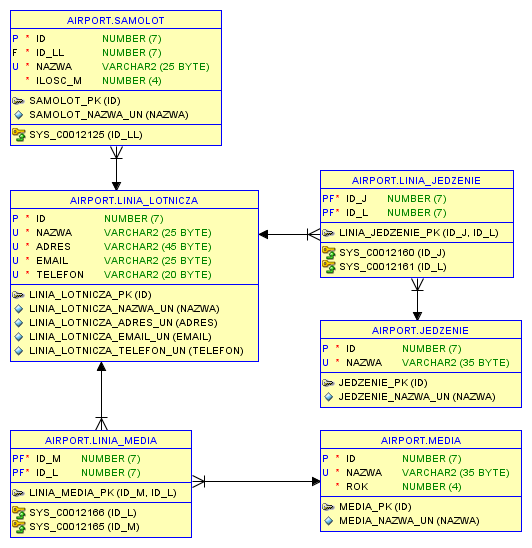 AIRPORT.SAMOLOT
P * ID NUMBER (7)
F * ID_LL NUMBER (7)
U * NAZWA VARCHAR2 (25 BYTE)
* ILOSC_M NUMBER (4)
SAMOLOT_PK (ID)
SAMOLOT_NAZWA_UN (NAZWA)
SYS_C0012125 (ID_LL)
AIRPORT.LINIA_LOTNICZA
P * ID NUMBER (7)
U * NAZWA VARCHAR2 (25 BYTE)
U * ADRES VARCHAR2 (45 BYTE)
U * EMAIL VARCHAR2 (25 BYTE)
U * TELEFON VARCHAR2 (20 BYTE)
LINIA_LOTNICZA_PK (ID)
LINIA_LOTNICZA_NAZWA_UN (NAZWA)
LINIA_LOTNICZA_ADRES_UN (ADRES)
LINIA_LOTNICZA_EMAIL_UN (EMAIL)
LINIA_LOTNICZA_TELEFON_UN (TELEFON)
AIRPORT.LINIA_JEDZENIE
PF* ID_J NUMBER (7)
PF* ID_L NUMBER (7)
LINIA_JEDZENIE_PK (ID_J, ID_L)
SYS_C0012160 (ID_J)
SYS_C0012161 (ID_L)
AIRPORT.JEDZENIE
P * ID NUMBER (7)
U * NAZWA VARCHAR2 (35 BYTE)
JEDZENIE_PK (ID)
JEDZENIE_NAZWA_UN (NAZWA)
AIRPORT.LINIA_MEDIA
PF* ID_M NUMBER (7)
PF* ID_L NUMBER (7)
LINIA_MEDIA_PK (ID_M, ID_L)
SYS_C0012166 (ID_L)
SYS_C0012165 (ID_M)
AIRPORT.MEDIA
P * ID NUMBER (7)
U * NAZWA VARCHAR2 (35 BYTE)
* ROK NUMBER (4)
MEDIA_PK (ID)
MEDIA_NAZWA_UN (NAZWA)